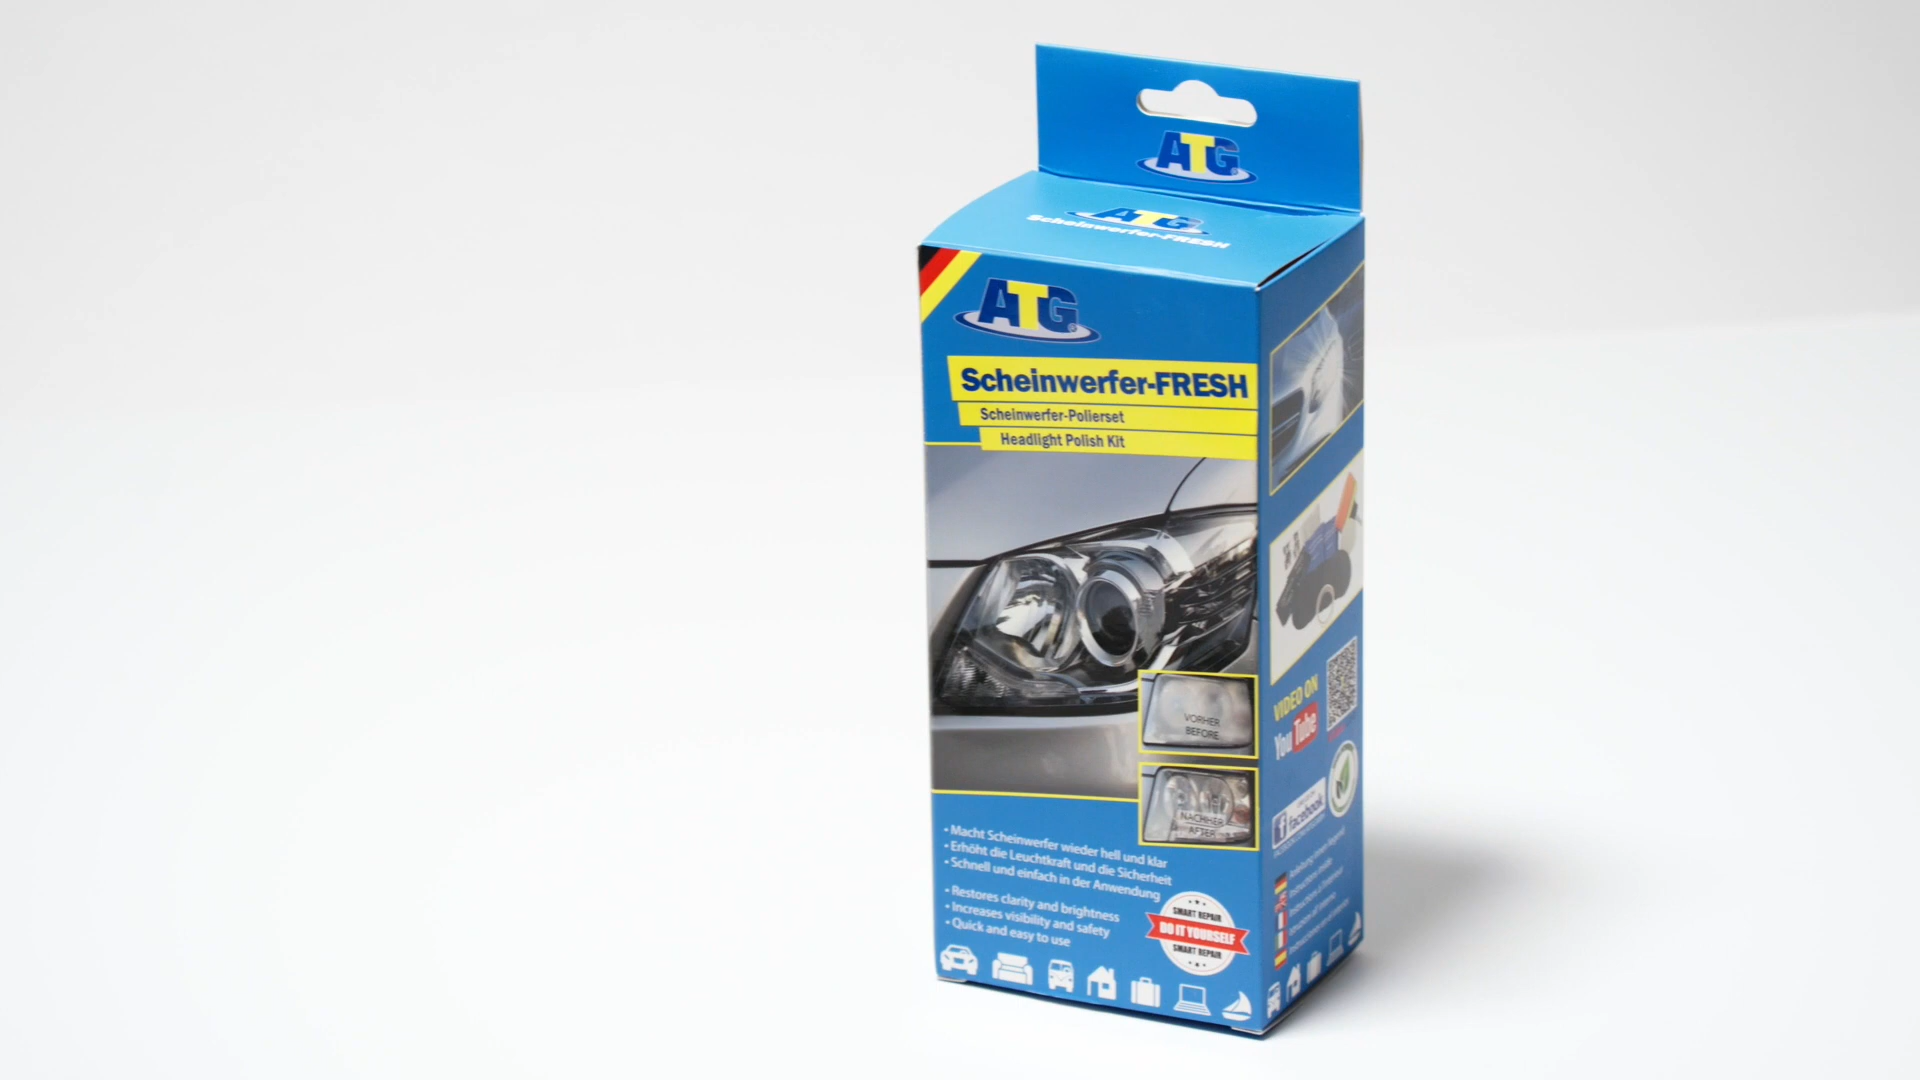 ATG
ATG
Scheinwerfer-FRESH
ATG
Scheinwerfer-FRESH
Scheinwerfer-Polierset
Headlight Polish Kit
VORHER
BEFORE
NACHHER
AFTER
• Macht Scheinwerfer wieder hell und klar
• Erhöht die Leuchtkraft und die Sicherheit
• Schnell und einfach in der Anwendung
• Restores clarity and brightness
• Increases visibility and safety
• Quick and easy to use
SMART REPAIR
DO IT YOURSELF
SMART REPAIR
VIDEO ON
YouTube
facebook